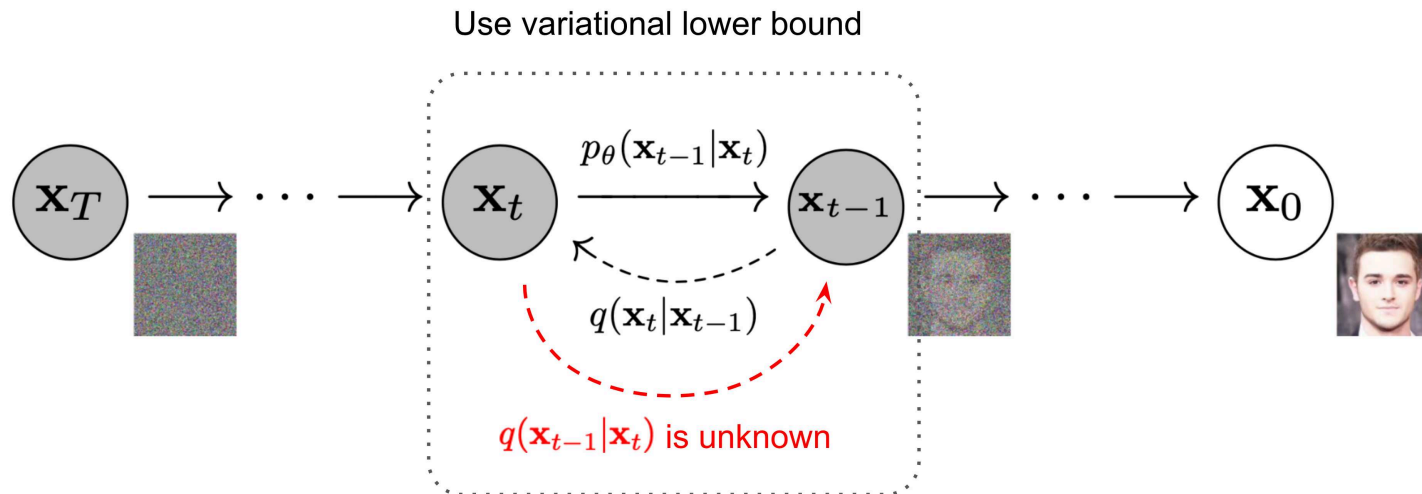 Use variational lower bound
x_T → ⋯ → x_t p_θ(x_{t−1}|x_t) x_{t−1} → ⋯ → x_0
q(x_t|x_{t−1})
q(x_{t−1}|x_t) is unknown